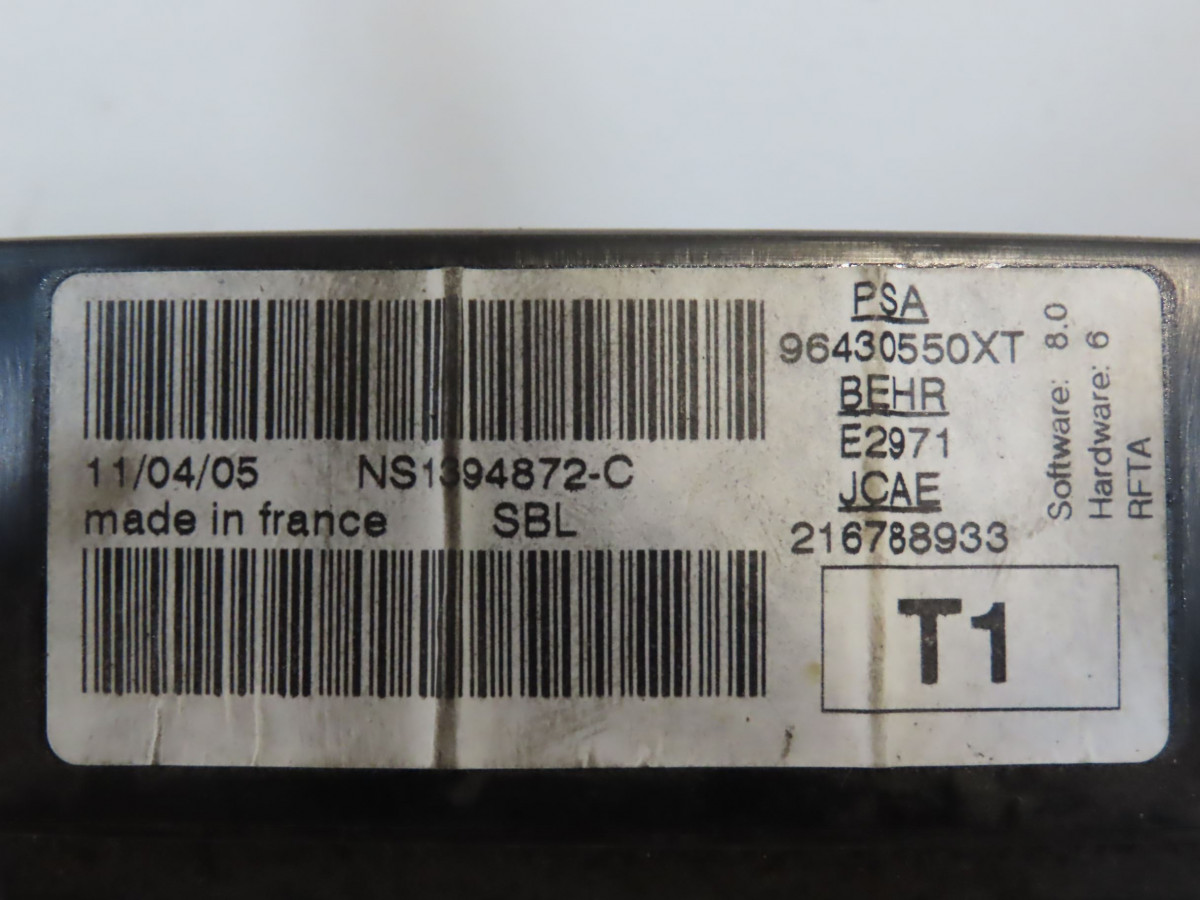 11/04/05 NS1394872-C
made in france SBL
PSA
96430550XT
BEHR
E2971
JCAE
216788933
T1
Software: 8.0
Hardware: 6
RFTA